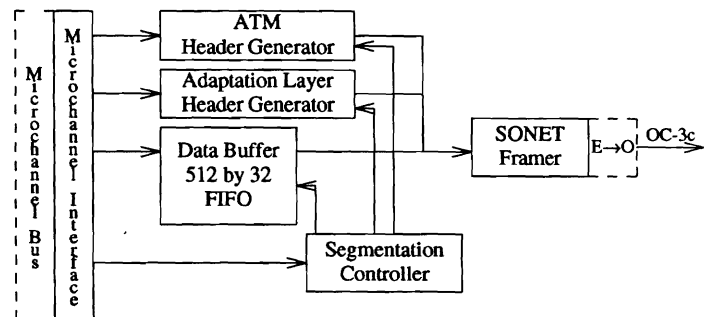 Microchannel Bus
Microchannel Interface
ATM
Header Generator
Adaptation Layer
Header Generator
Data Buffer
512 by 32
FIFO
Segmentation
Controller
SONET
Framer
E→O
OC-3c